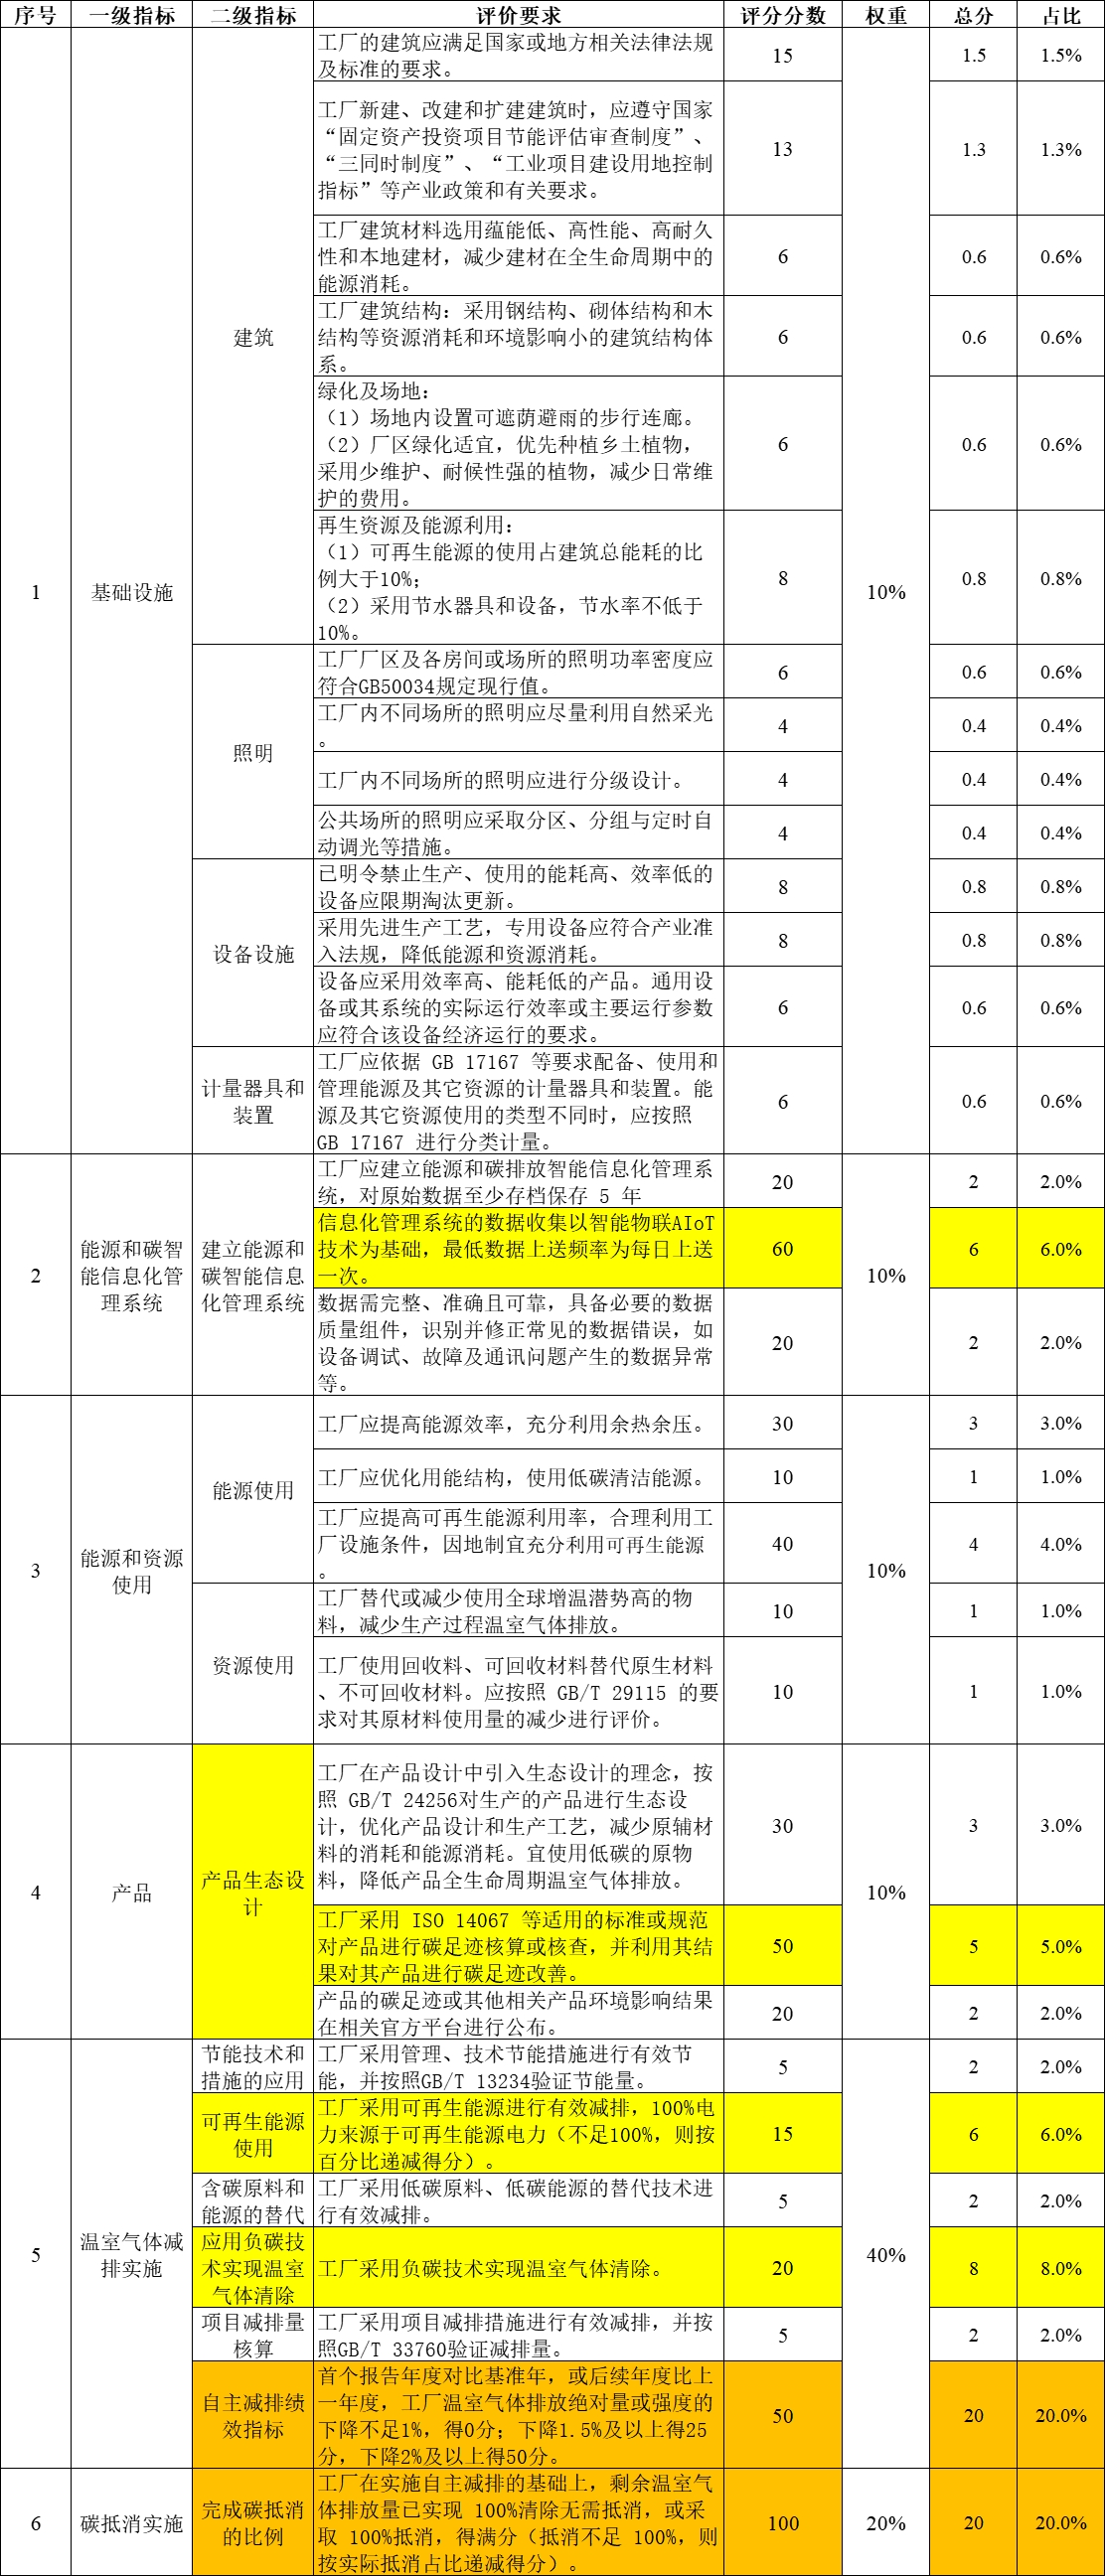 序号 一级指标 二级指标 评价要求 评分分数 权重 总分 占比
1 基础设施 10%
建筑
工厂的建筑应满足国家或地方相关法律法规
及标准的要求。
15 1.5 1.5%
工厂新建、改建和扩建建筑时，应遵守国家
“固定资产投资项目节能评估审查制度”、
“三同时制度”、“工业项目建设用地控制
指标”等产业政策和有关要求。
13 1.3 1.3%
工厂建筑材料选用蕴能低、高性能、高耐久
性和本地建材，减少建材在全生命周期中的
能源消耗。
6 0.6 0.6%
工厂建筑结构：采用钢结构、砌体结构和木
结构等资源消耗和环境影响小的建筑结构体
系。
6 0.6 0.6%
绿化及场地：
（1）场地内设置可遮荫避雨的步行连廊。
（2）厂区绿化适宜，优先种植乡土植物，
采用少维护、耐候性强的植物，减少日常维
护的费用。
6 0.6 0.6%
再生资源及能源利用：
（1）可再生能源的使用占建筑总能耗的比
例大于10%；
（2）采用节水器具和设备，节水率不低于
10%。
8 0.8 0.8%
照明
工厂厂区及各房间或场所的照明功率密度应
符合GB50034规定现行值。
6 0.6 0.6%
工厂内不同场所的照明应尽量利用自然采光
。
4 0.4 0.4%
工厂内不同场所的照明应进行分级设计。
4 0.4 0.4%
公共场所的照明应采取分区、分组与定时自
动调光等措施。
4 0.4 0.4%
设备设施
已明令禁止生产、使用的能耗高、效率低的
设备应限期淘汰更新。
8 0.8 0.8%
采用先进生产工艺，专用设备应符合产业准
入法规，降低能源和资源消耗。
8 0.8 0.8%
设备应采用效率高、能耗低的产品。通用设
备或其系统的实际运行效率或主要运行参数
应符合该设备经济运行的要求。
6 0.6 0.6%
计量器具和
装置
工厂应依据 GB 17167 等要求配备、使用和
管理能源及其它资源的计量器具和装置。能
源及其它资源使用的类型不同时，应按照
GB 17167 进行分类计量。
6 0.6 0.6%
2
能源和碳智
能信息化管
理系统
建立能源和
碳智能信息
化管理系统
10%
工厂应建立能源和碳排放智能信息化管理系
统，对原始数据至少存档保存 5 年
20 2 2.0%
信息化管理系统的数据收集以智能物联AIoT
技术为基础，最低数据上送频率为每日上送
一次。
60 6 6.0%
数据需完整、准确且可靠，具备必要的数据
质量组件，识别并修正常见的数据错误，如
设备调试、故障及通讯问题产生的数据异常
等。
20 2 2.0%
3
能源和资源
使用
10%
能源使用
工厂应提高能源效率，充分利用余热余压。
30 3 3.0%
工厂应优化用能结构，使用低碳清洁能源。
10 1 1.0%
工厂应提高可再生能源利用率，合理利用工
厂设施条件，因地制宜充分利用可再生能源
。
40 4 4.0%
资源使用
工厂替代或减少使用全球增温潜势高的物
料，减少生产过程温室气体排放。
10 1 1.0%
工厂使用回收料、可回收材料替代原生材料
、不可回收材料。应按照 GB/T 29115 的要
求对其原材料使用量的减少进行评价。
10 1 1.0%
4 产品
产品生态设
计
10%
工厂在产品设计中引入生态设计的理念，按
照 GB/T 24256对生产的产品进行生态设
计，优化产品设计和生产工艺，减少原辅材
料的消耗和能源消耗。宜使用低碳的原物
料，降低产品全生命周期温室气体排放。
30 3 3.0%
工厂采用 ISO 14067 等适用的标准或规范
对产品进行碳足迹核算或核查，并利用其结
果对其产品进行碳足迹改善。
50 5 5.0%
产品的碳足迹或其他相关产品环境影响结果
在相关官方平台进行公布。
20 2 2.0%
5
温室气体减
排实施
40%
节能技术和
措施的应用
工厂采用管理、技术节能措施进行有效节
能，并按照GB/T 13234验证节能量。
5 2 2.0%
可再生能源
使用
工厂采用可再生能源进行有效减排，100%电
力来源于可再生能源电力（不足100%，则按
百分比递减得分）。
15 6 6.0%
含碳原料和
能源的替代
工厂采用低碳原料、低碳能源的替代技术进
行有效减排。
5 2 2.0%
应用负碳技
术实现温室
气体清除
工厂采用负碳技术实现温室气体清除。
20 8 8.0%
项目减排量
核算
工厂采用项目减排措施进行有效减排，并按
照GB/T 33760验证减排量。
5 2 2.0%
自主减排绩
效指标
首个报告年度对比基准年，或后续年度比上
一年度，工厂温室气体排放绝对量或强度的
下降不足1%，得0分；下降1.5%及以上得25
分，下降2%及以上得50分。
50 20 20.0%
6 碳抵消实施
完成碳抵消
的比例
工厂在实施自主减排的基础上，剩余温室气
体排放量已实现 100%清除无需抵消，或采
取 100%抵消，得满分（抵消不足 100%，则
按实际抵消占比递减得分）。
100 20% 20 20.0%